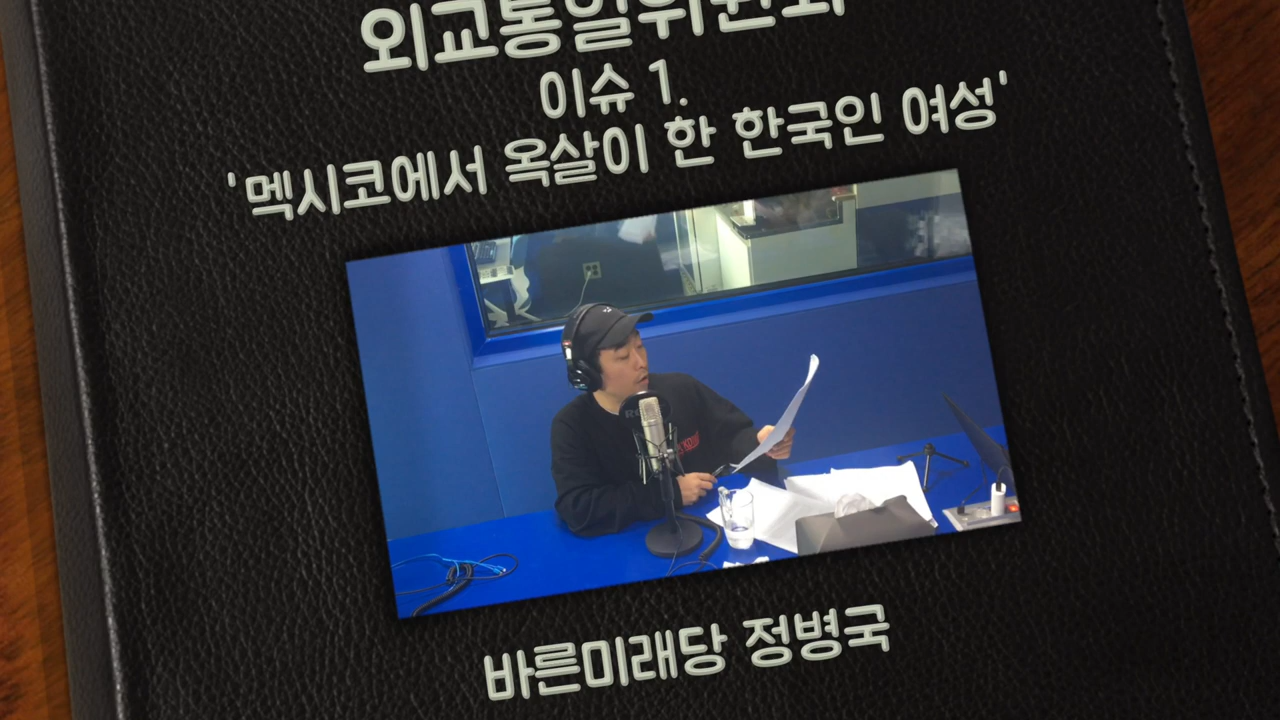 외교통일위원회
이슈 1.
'멕시코에서 옥살이 한 한국인 여성'
바른미래당 정병국